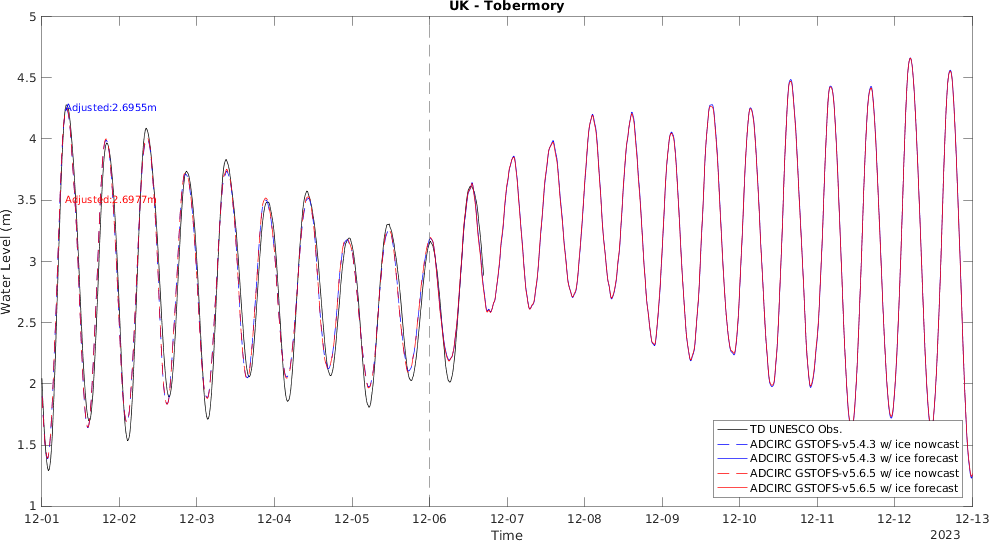 UK - Tobermory
5
4.5
4
3.5
3
2.5
2
1.5
1
Water Level (m)
Adjusted:2.6955m
Adjusted:2.6977m
TD UNESCO Obs.
ADCIRC GSTOFS-v5.4.3 w/ ice nowcast
ADCIRC GSTOFS-v5.4.3 w/ ice forecast
ADCIRC GSTOFS-v5.6.5 w/ ice nowcast
ADCIRC GSTOFS-v5.6.5 w/ ice forecast
12-01 12-02 12-03 12-04 12-05 12-06 12-07 12-08 12-09 12-10 12-11 12-12 12-13
Time
2023